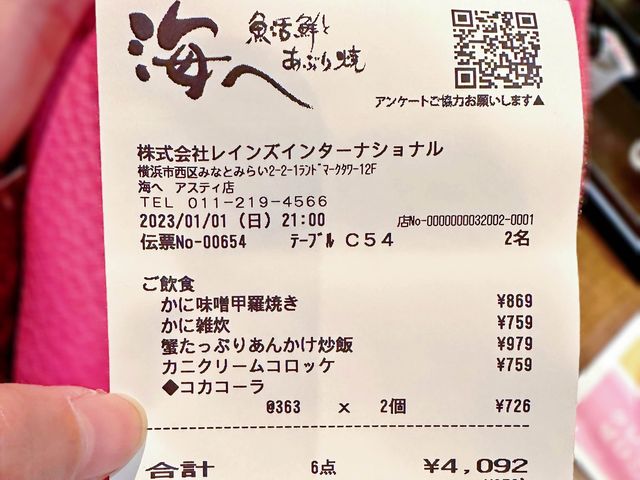 海へ
魚活鮮と
あぶり焼
アンケートご協力お願いします▲
株式会社レインズインターナショナル
横浜市西区みなとみらい2-2-1ﾗﾝﾄﾞﾏｰｸﾀﾜｰ12F
海へ アスティ店
TEL 011-219-4566
2023/01/01 (日) 21:00 店No-0000000032002-0001
伝票No-00654 ﾃｰﾌﾞﾙ C54 2名
ご飲食
かに味噌甲羅焼き ¥869
かに雑炊 ¥759
蟹たっぷりあんかけ炒飯 ¥979
カニクリームコロッケ ¥759
◆コカコーラ
@363 x 2個 ¥726
合計 6点 ¥4,092